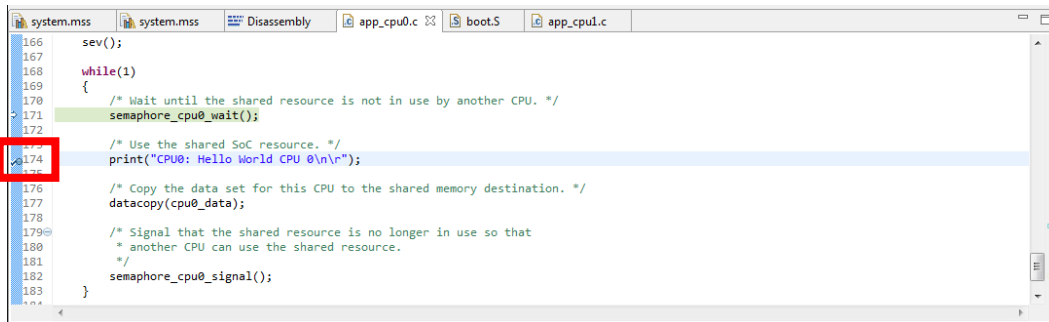 system.mss system.mss Disassembly app_cpu0.c boot.S app_cpu1.c
166 sev();
167
168 while(1)
169 {
170 /* Wait until the shared resource is not in use by another CPU. */
171 semaphore_cpu0_wait();
172
173 /* Use the shared SoC resource. */
174 print("CPU0: Hello World CPU 0\n\r");
175
176 /* Copy the data set for this CPU to the shared memory destination. */
177 datacopy(cpu0_data);
178
179 /* Signal that the shared resource is no longer in use so that
180 * another CPU can use the shared resource.
181 */
182 semaphore_cpu0_signal();
183 }
184